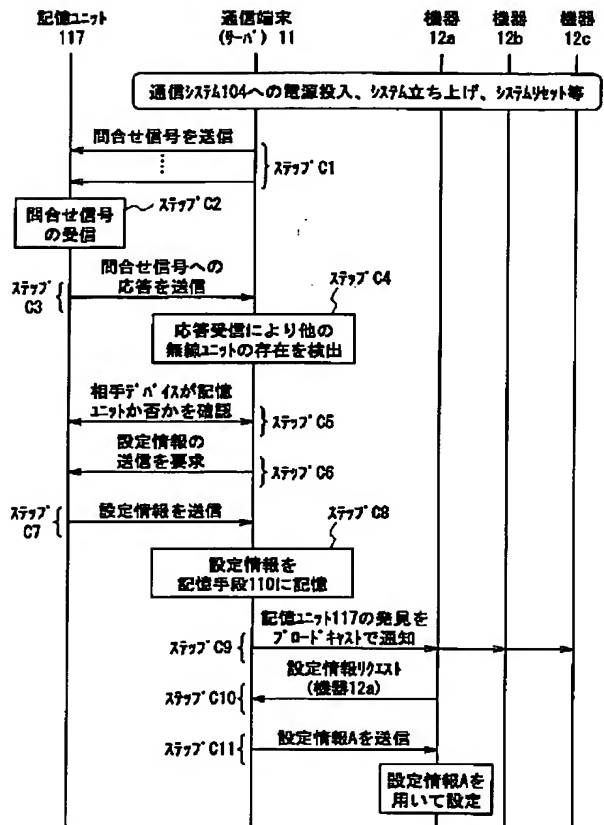 記憶ユニット
117
通信端末
(サーバ) 11
機器
12a
機器
12b
機器
12c
通信システム104への電源投入、システム立ち上げ、システムリセット等
問合せ信号を送信
ステップC1
ステップC2
問合せ信号
の受信
ステップ
C3
問合せ信号への
応答を送信
ステップC4
応答受信により他の
無線ユニットの存在を検出
相手デバイスが記憶
ユニットか否かを確認
ステップC5
設定情報の
送信を要求
ステップC6
ステップ
C7
設定情報を送信
ステップC8
設定情報を
記憶手段110に記憶
ステップC9
記憶ユニット117の発見を
ブロードキャストで通知
ステップC10
設定情報リクエスト
(機器12a)
ステップC11
設定情報Aを送信
設定情報Aを
用いて設定